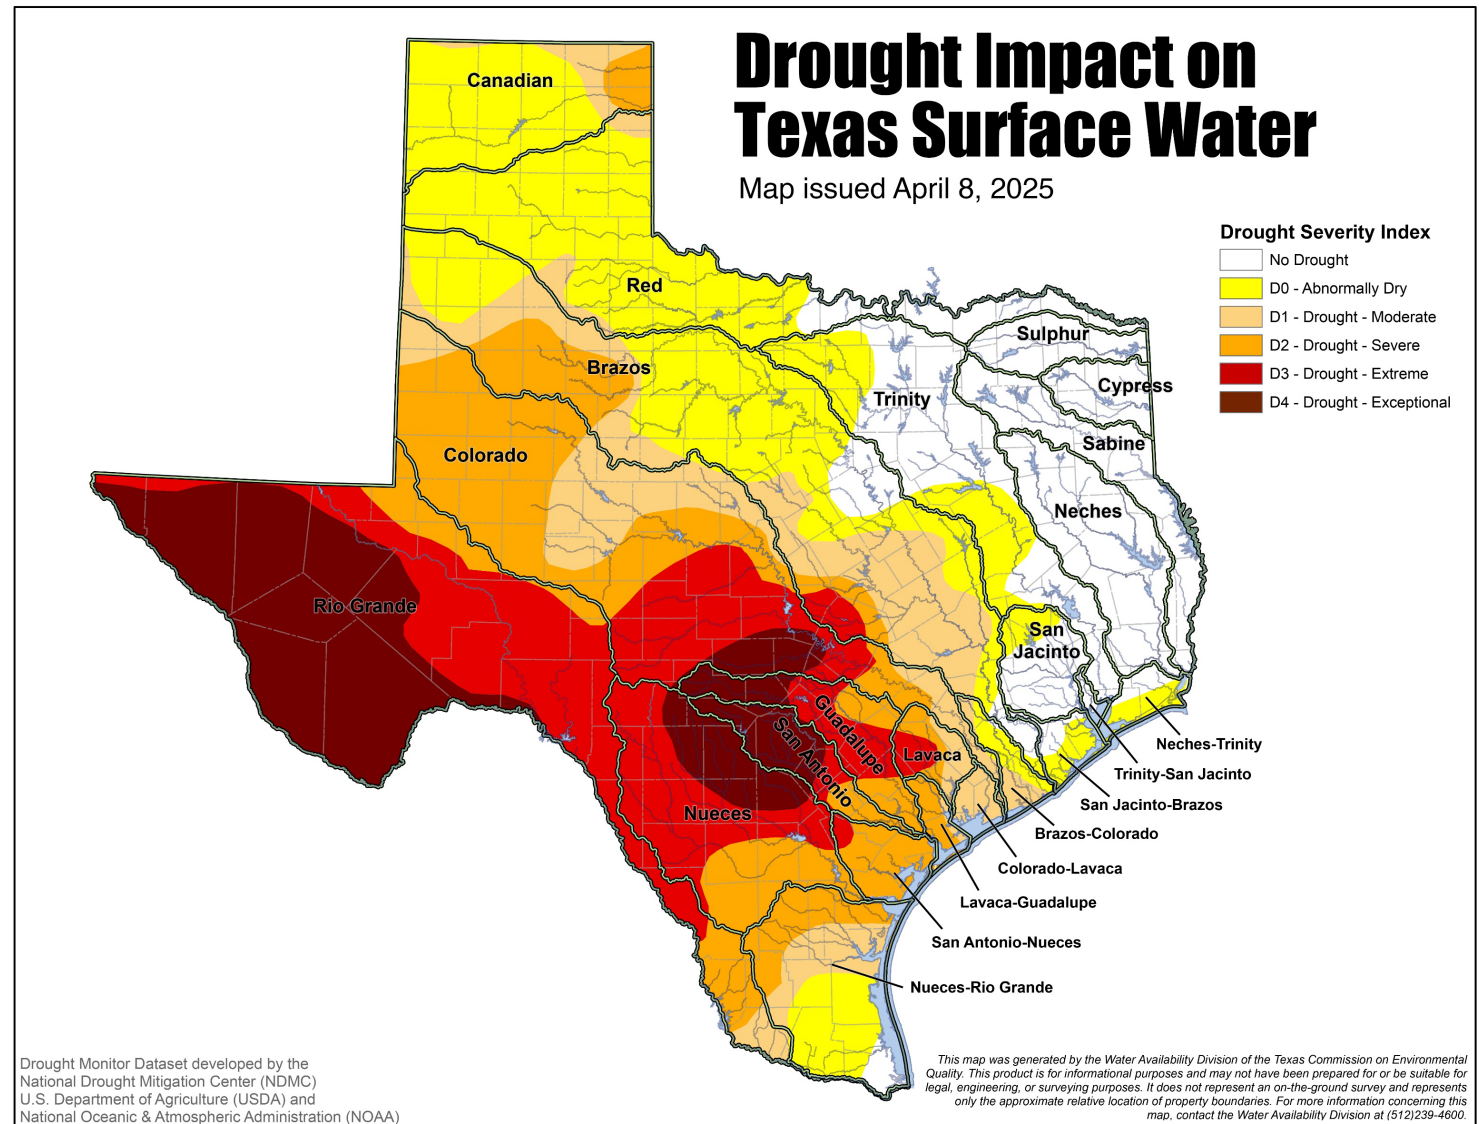 Drought Impact on
Texas Surface Water
Map issued April 8, 2025
Drought Severity Index
No Drought
D0 - Abnormally Dry
D1 - Drought - Moderate
D2 - Drought - Severe
D3 - Drought - Extreme
D4 - Drought - Exceptional
Canadian
Red
Sulphur
Cypress
Brazos
Trinity
Sabine
Colorado
Neches
Rio Grande
San
Jacinto
Guadalupe
San Antonio
Lavaca
Nueces
Neches-Trinity
Trinity-San Jacinto
San Jacinto-Brazos
Brazos-Colorado
Colorado-Lavaca
Lavaca-Guadalupe
San Antonio-Nueces
Nueces-Rio Grande
Drought Monitor Dataset developed by the
National Drought Mitigation Center (NDMC)
U.S. Department of Agriculture (USDA) and
National Oceanic & Atmospheric Administration (NOAA)
This map was generated by the Water Availability Division of the Texas Commission on Environmental
Quality. This product is for informational purposes and may not have been prepared for or be suitable for
legal, engineering, or surveying purposes. It does not represent an on-the-ground survey and represents
only the approximate relative location of property boundaries. For more information concerning this
map, contact the Water Availability Division at (512)239-4600.